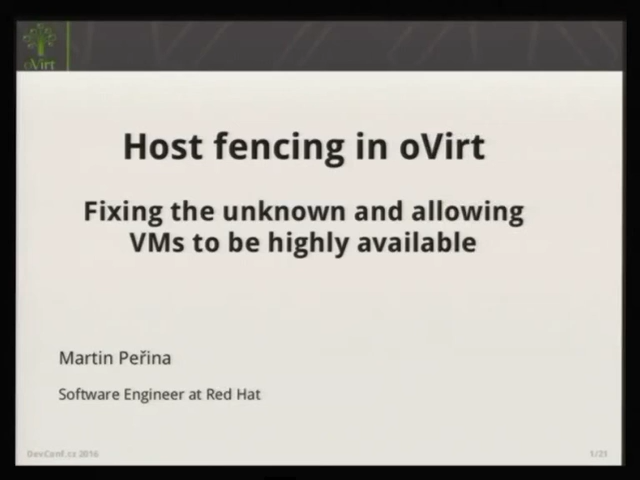 oVirt
Host fencing in oVirt
Fixing the unknown and allowing
VMs to be highly available
Martin Peřina
Software Engineer at Red Hat
DevConf.cz 2016
1/21